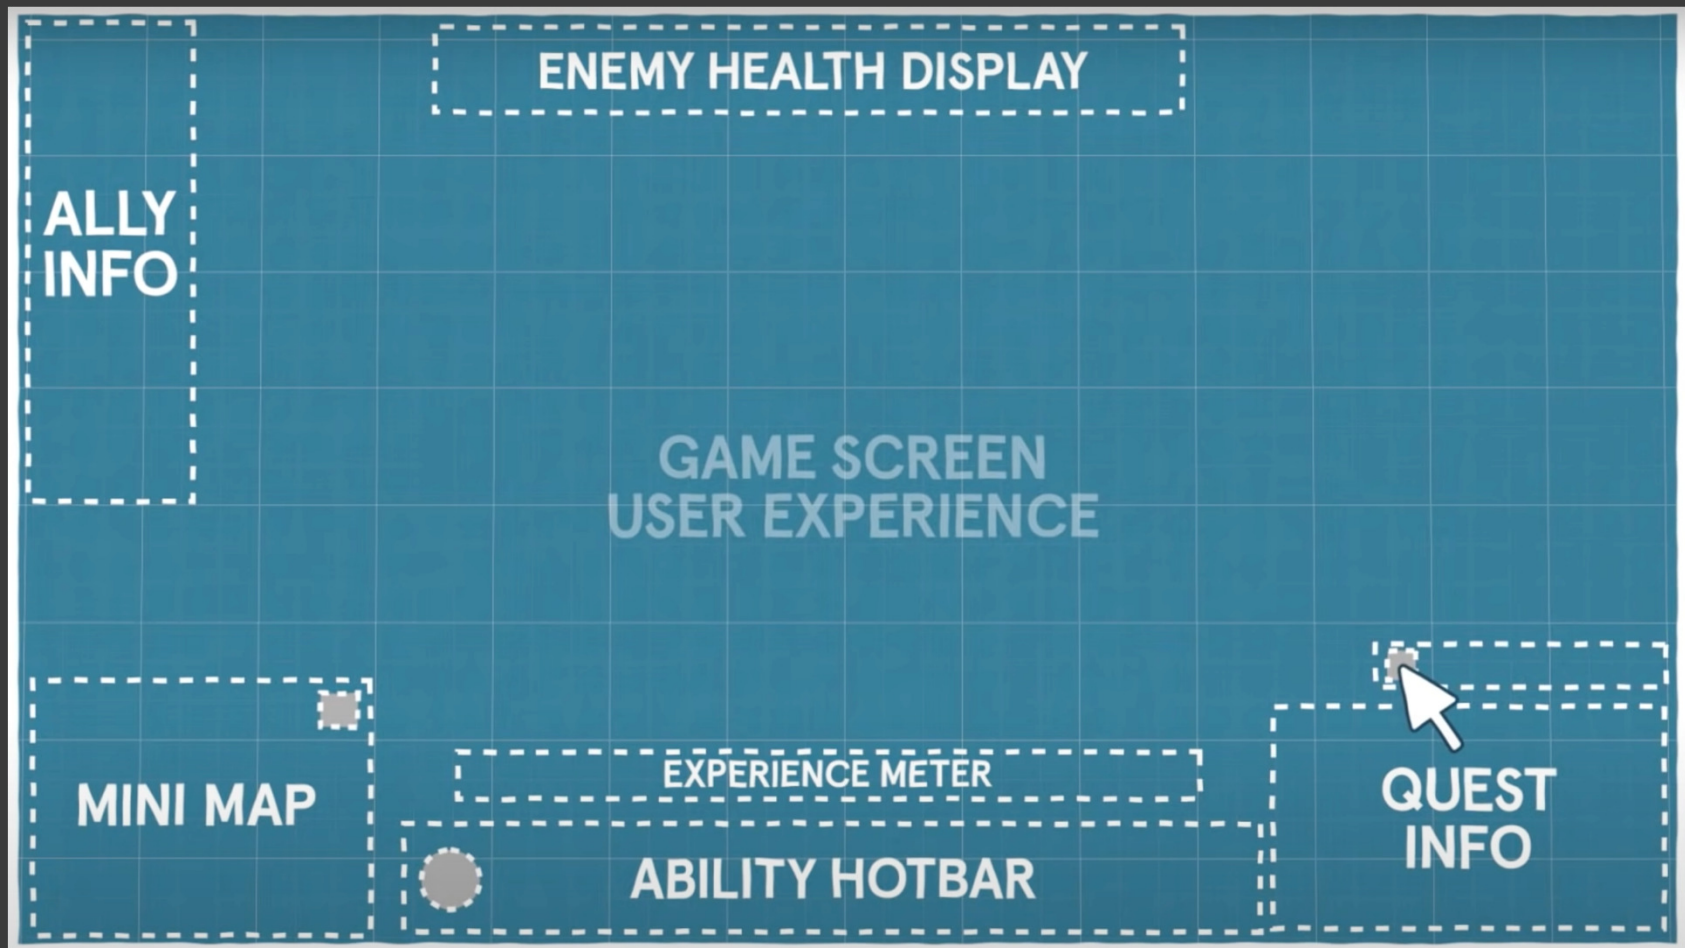 ENEMY HEALTH DISPLAY
ALLY
INFO
GAME SCREEN
USER EXPERIENCE
MINI MAP
EXPERIENCE METER
ABILITY HOTBAR
QUEST
INFO